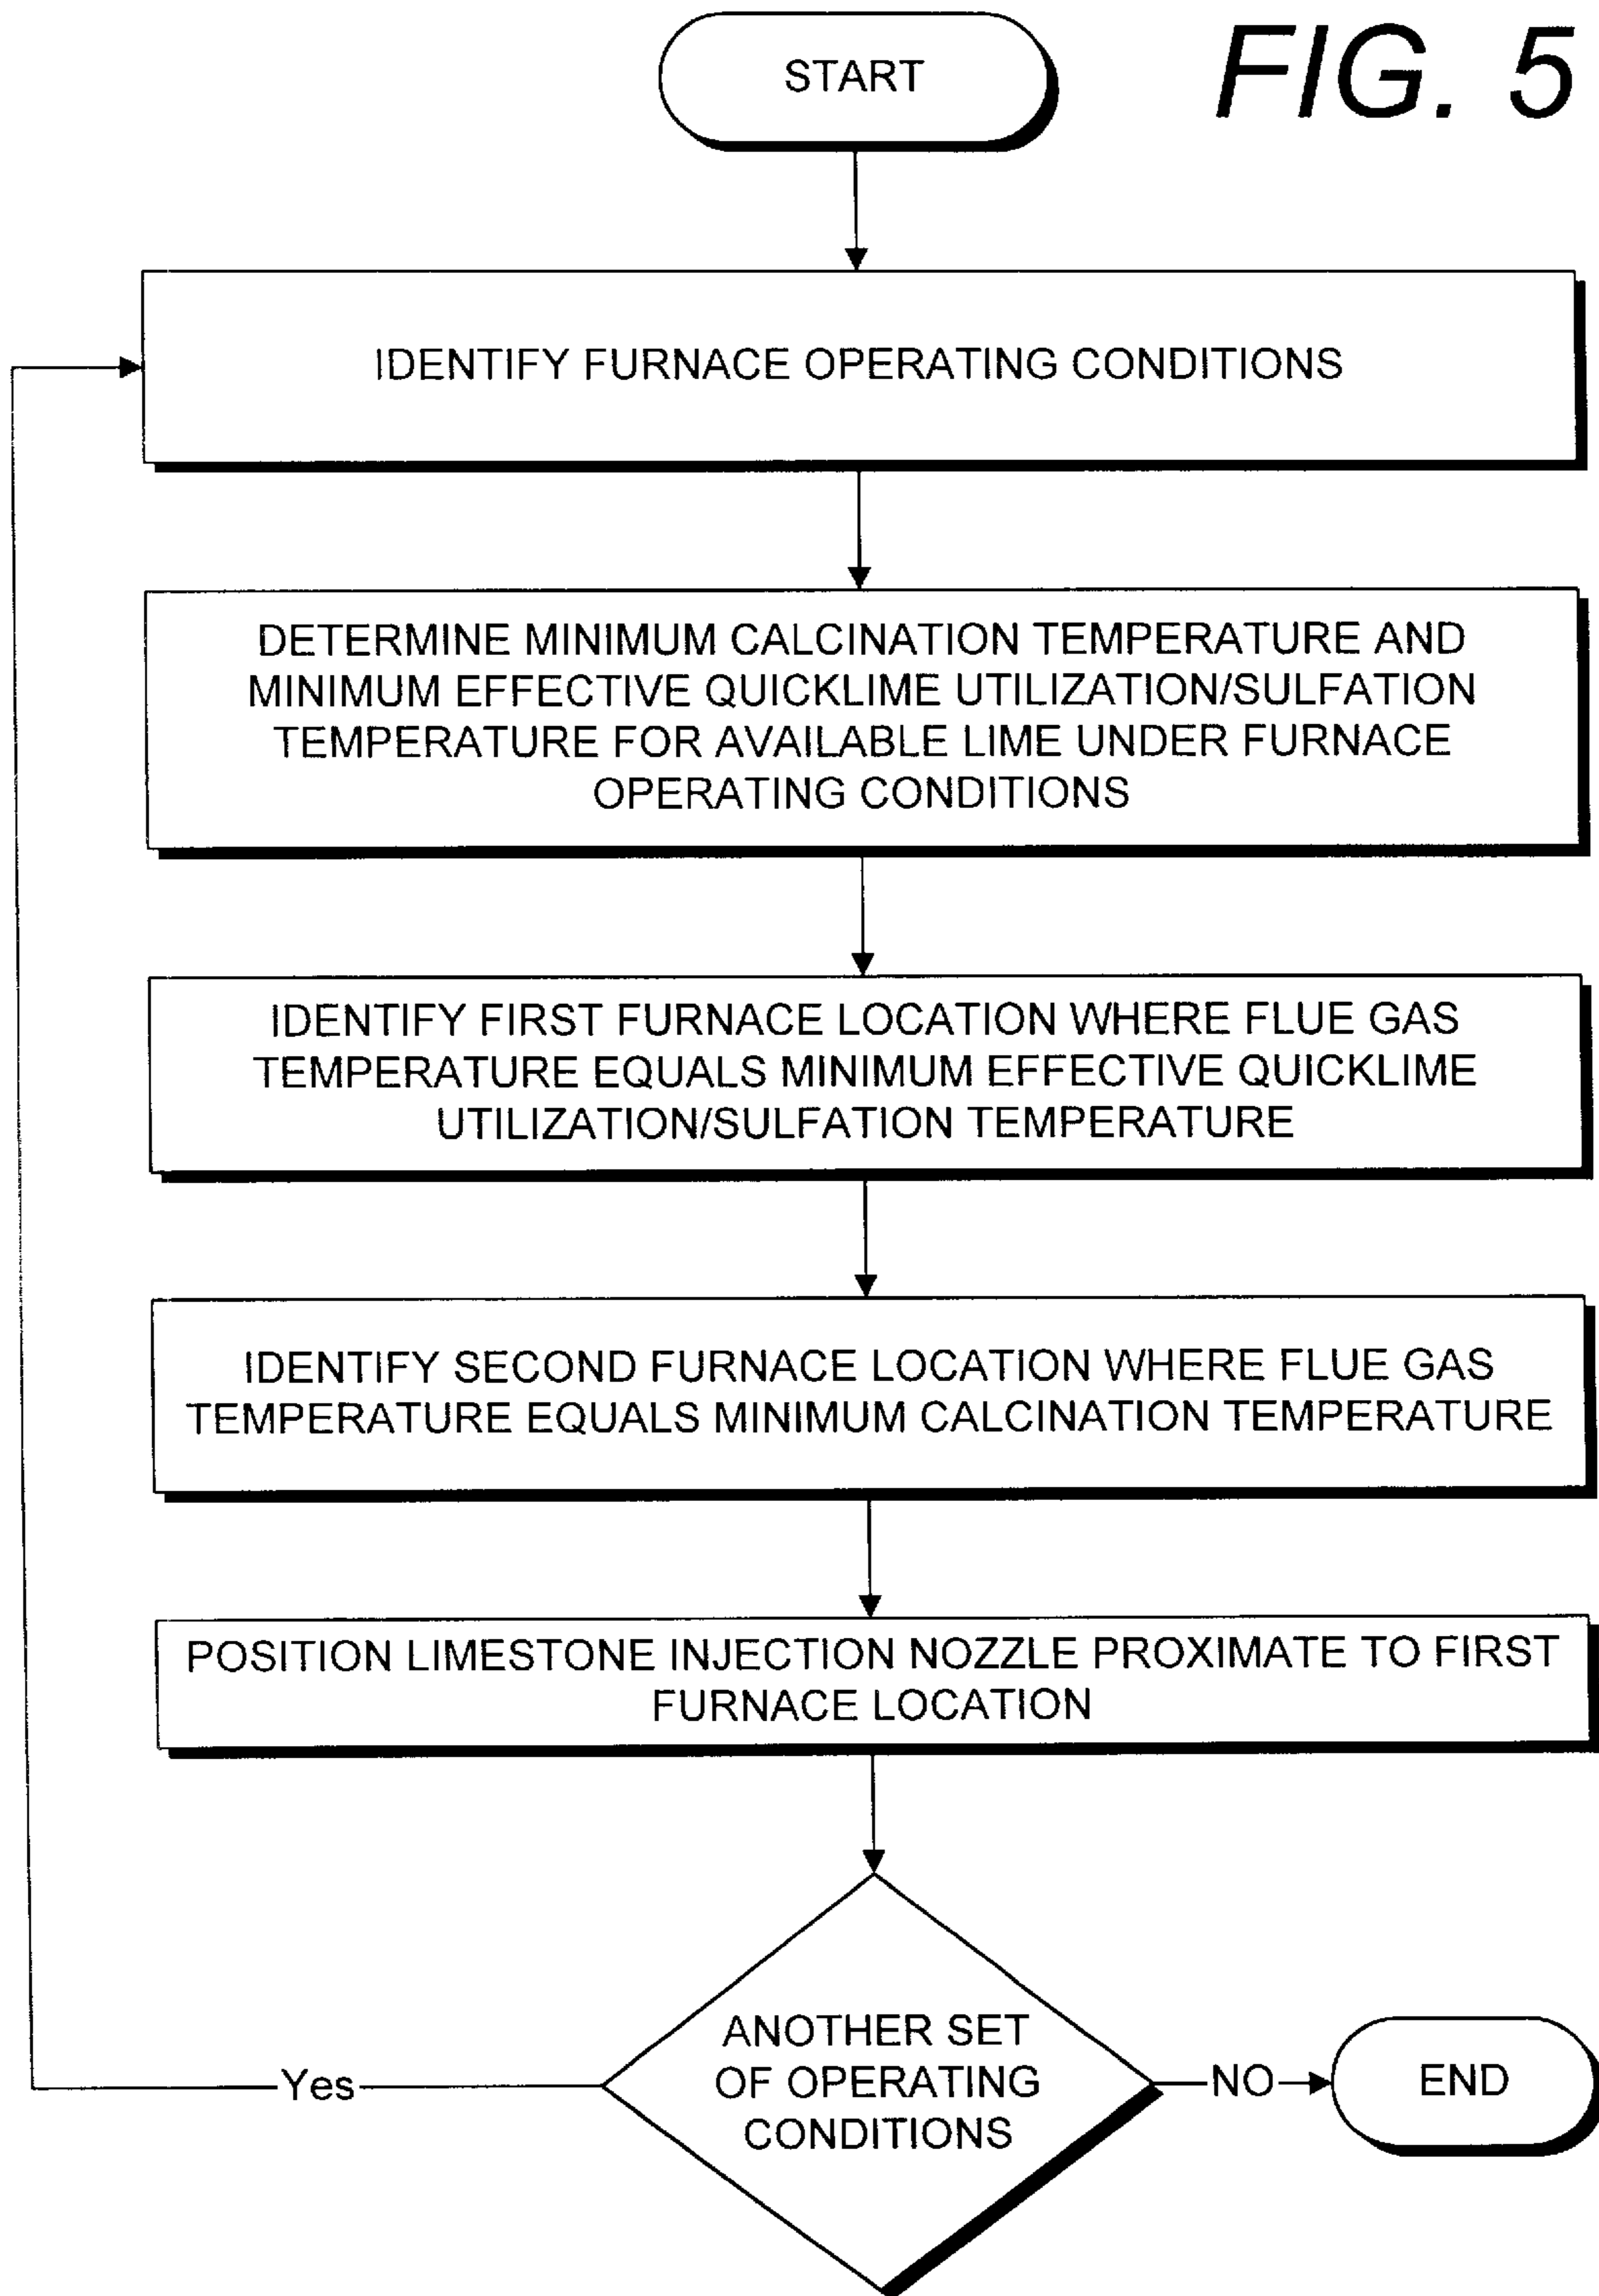 START
FIG. 5
IDENTIFY FURNACE OPERATING CONDITIONS
DETERMINE MINIMUM CALCINATION TEMPERATURE AND
MINIMUM EFFECTIVE QUICKLIME UTILIZATION/SULFATION
TEMPERATURE FOR AVAILABLE LIME UNDER FURNACE
OPERATING CONDITIONS
IDENTIFY FIRST FURNACE LOCATION WHERE FLUE GAS
TEMPERATURE EQUALS MINIMUM EFFECTIVE QUICKLIME
UTILIZATION/SULFATION TEMPERATURE
IDENTIFY SECOND FURNACE LOCATION WHERE FLUE GAS
TEMPERATURE EQUALS MINIMUM CALCINATION TEMPERATURE
POSITION LIMESTONE INJECTION NOZZLE PROXIMATE TO FIRST
FURNACE LOCATION
ANOTHER SET
OF OPERATING
CONDITIONS
Yes
NO
END